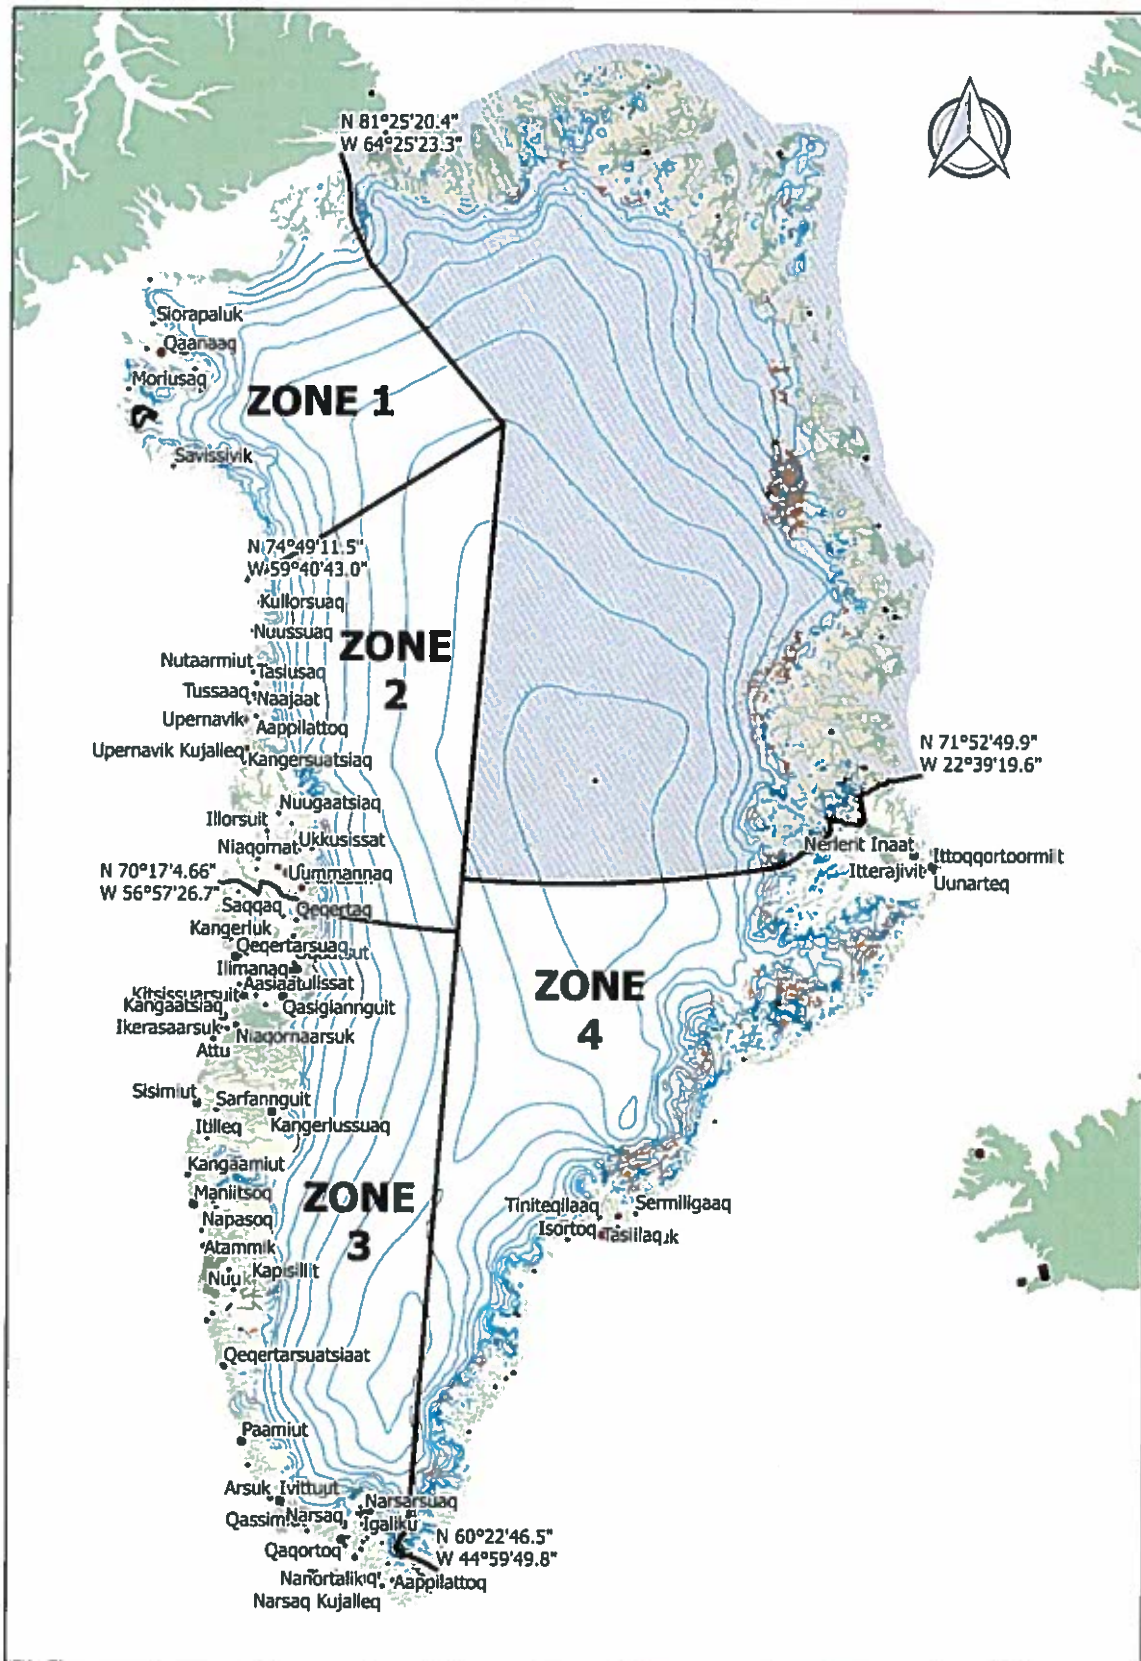 N 81°25'20.4"
W 64°25'23.3"
Siorapaluk
Qaanaaq
Moriusaq
ZONE 1
Savissivik
N 74°49'11.5"
W 59°40'43.0"
Kullorsuaq
Nuussuaq
ZONE
2
Nutaarmiut
Tasiusaq
Tussaaq
Naajaat
Upernavik
Aappilattoq
Upernavik Kujalleq
Kangersuatsiaq
N 71°52'49.9"
W 22°39'19.6"
Nuugaatsiaq
Illorsuit
Niaqornat
Ukkusissat
Nerlerit Inaat
Ittoqqortoormiit
N 70°17'4.66"
W 56°57'26.7"
Uummannaq
Itterajivit
Uunarteq
Saqqaq
Qeqertaq
Kangerluk
Qeqertarsuaq
Ilimanaq
Aasiaat
Ilulissat
ZONE
4
Kitsissuarsuit
Kangaatsiaq
Qasigiannguit
Ikerasaarsuk
Niaqornaarsuk
Attu
Sisimiut
Sarfannguit
Itilleq
Kangerlussuaq
Kangaamiut
Maniitsoq
ZONE
3
Napasoq
Tiniteqilaaq
Sermiligaaq
Isortoq
Tasiilaq
Atammik
Nuuk
Kapisillit
Qeqertarsuatsiaat
Paamiut
Arsuk
Ivittuut
Narsarsuaq
Narsaq
Igaliku
Qaqortoq
N 60°22'46.5"
W 44°59'49.8"
Nanortalik
Aappilattoq
Narsaq Kujalleq